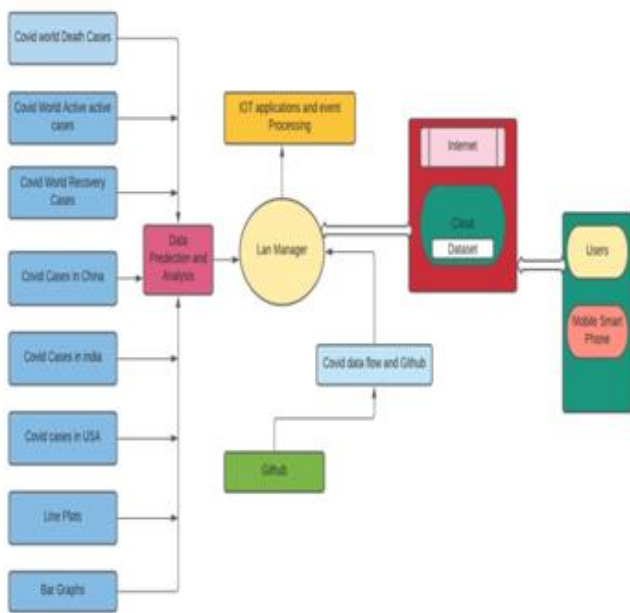 Covid world Death Cases
Covid World Active active
cases
Covid World Recovery
Cases
Covid Cases in China
Covid Cases in india
Covid cases in USA
Line Plots
Bar Graphs
Data
Prediction and
Analysis
IOT applications and event
Processing
Lan Manager
Covid data flow and Github
Github
Internet
Cloud
Dataset
Users
Mobile Smart
Phone